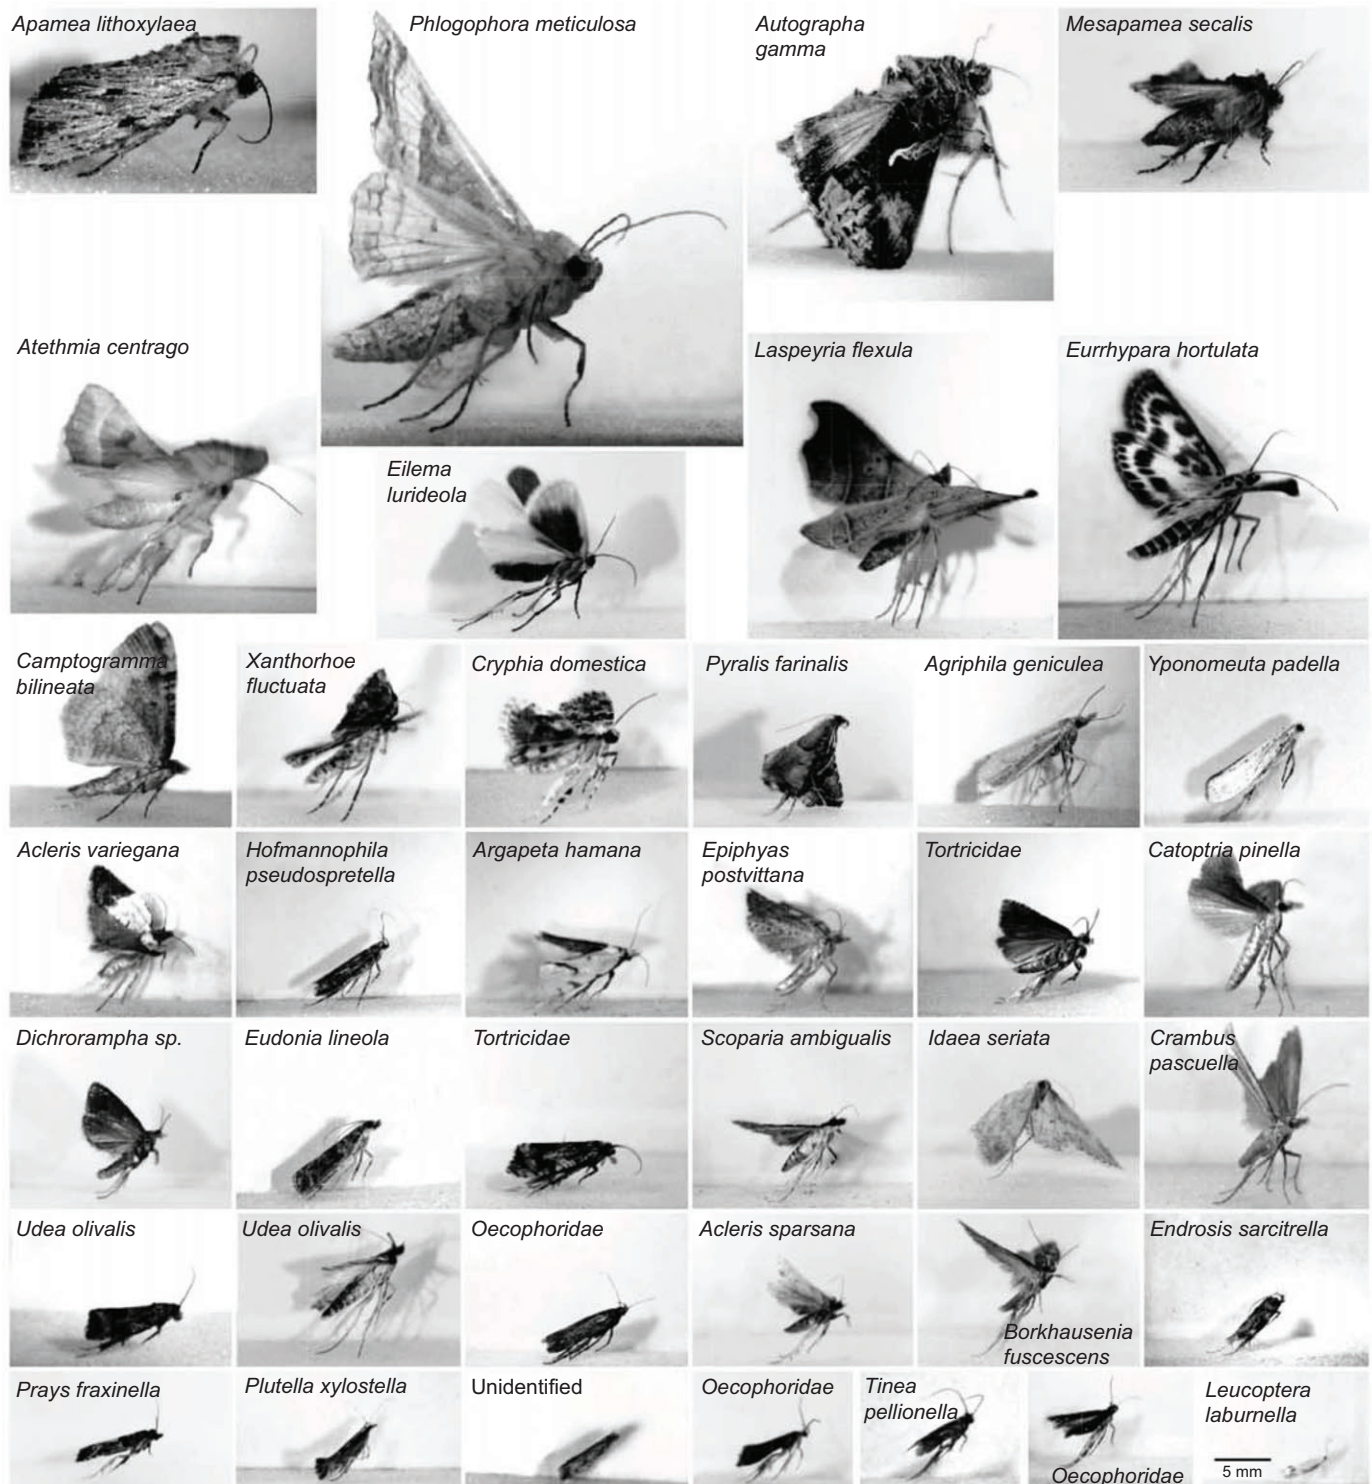 Apamea lithoxylaea
Phlogophora meticulosa
Autographa
gamma
Mesapamea secalis
Atethmia centrago
Laspeyria flexula
Eurrhypara hortulata
Eilema
lurideola
Camptogramma
bilineata
Xanthorhoe
fluctuata
Cryphia domestica
Pyralis farinalis
Agriphila geniculea
Yponomeuta padella
Acleris variegana
Hofmannophila
pseudospretella
Argapeta hamana
Epiphyas
postvittana
Tortricidae
Catoptria pinella
Dichrorampha sp.
Eudonia lineola
Tortricidae
Scoparia ambigualis
Idaea seriata
Crambus
pascuella
Udea olivalis
Udea olivalis
Oecophoridae
Acleris sparsana
Borkhausenia
fuscescens
Endrosis sarcitrella
Prays fraxinella
Plutella xylostella
Unidentified
Oecophoridae
Tinea
pellionella
Oecophoridae
Leucoptera
laburnella
5 mm